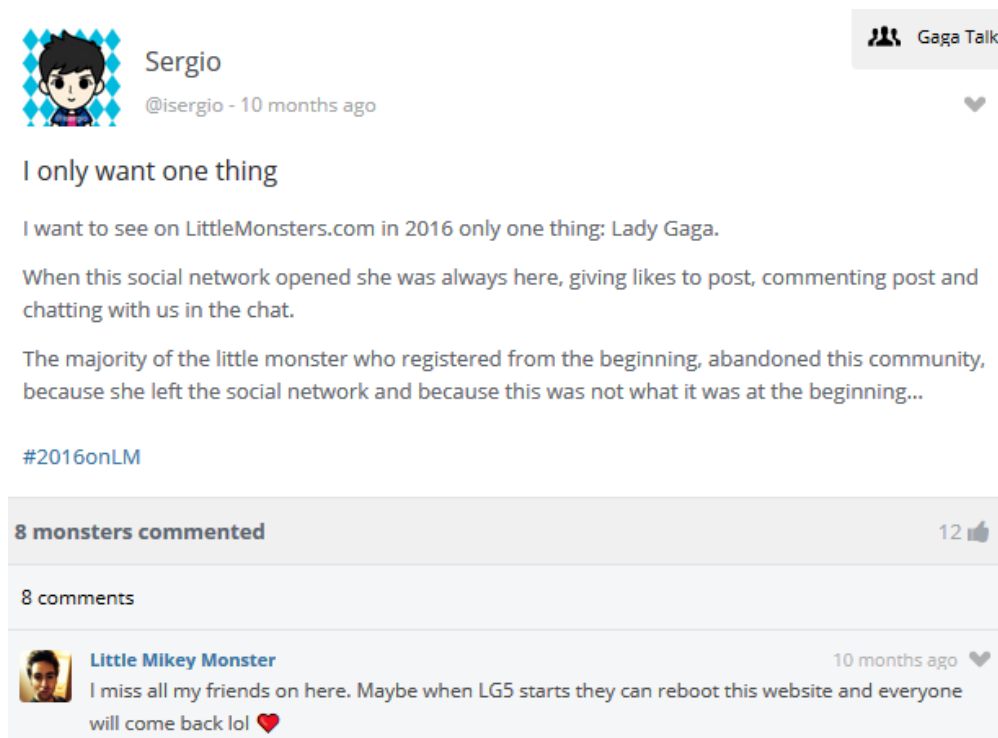 Gaga Talk
Sergio
@isergio - 10 months ago
I only want one thing
I want to see on LittleMonsters.com in 2016 only one thing: Lady Gaga.
When this social network opened she was always here, giving likes to post, commenting post and
chatting with us in the chat.
The majority of the little monster who registered from the beginning, abandoned this community,
because she left the social network and because this was not what it was at the beginning...
#2016onLM
8 monsters commented 12
8 comments
Little Mikey Monster 10 months ago
I miss all my friends on here. Maybe when LG5 starts they can reboot this website and everyone
will come back lol ❤